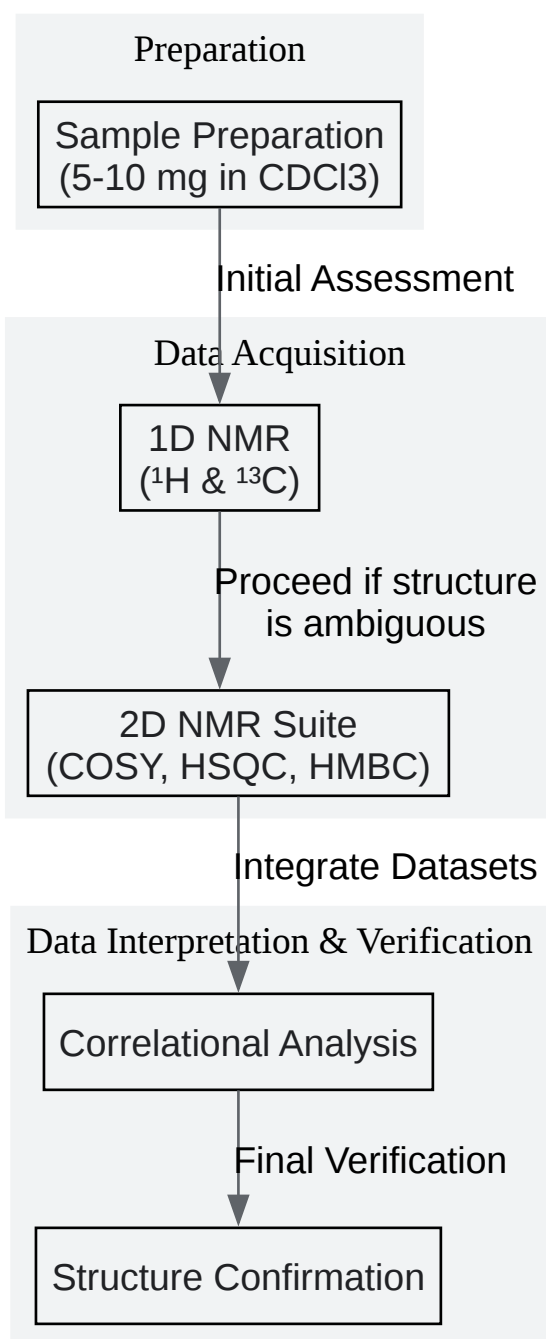 Preparation
Sample Preparation
(5-10 mg in CDCl3)
Initial Assessment
Data Acquisition
1D NMR
(¹H & ¹³C)
Proceed if structure
is ambiguous
2D NMR Suite
(COSY, HSQC, HMBC)
Integrate Datasets
Data Interpretation & Verification
Correlational Analysis
Final Verification
Structure Confirmation